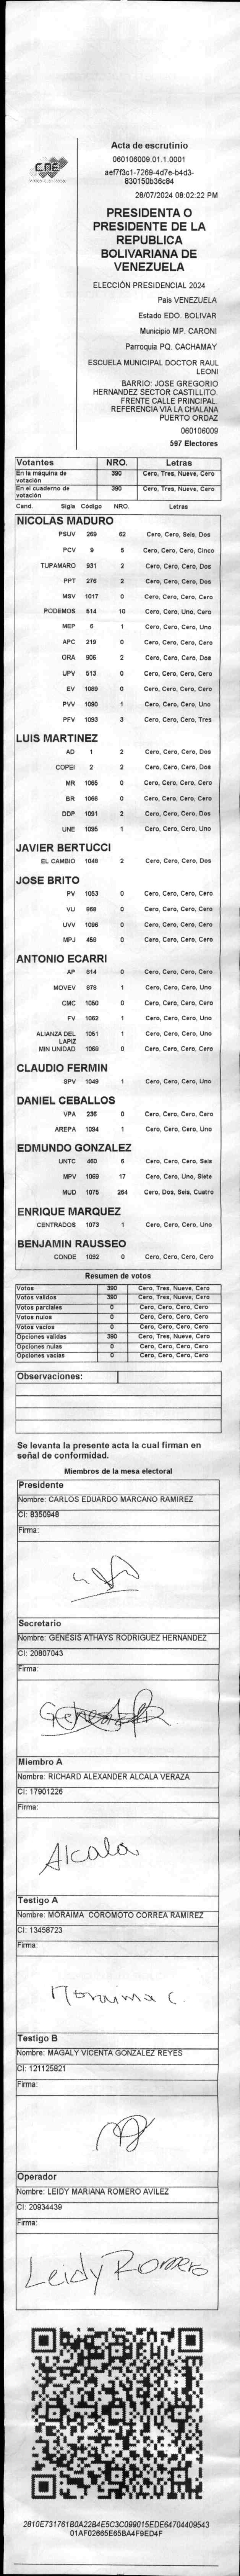 CNE
Acta de escrutinio
060106009.01.1.0001
aef7f3c1-7269-4d7e-b4d3-
830150b36c84
28/07/2024 08:02:22 PM
PRESIDENTA O
PRESIDENTE DE LA
REPUBLICA
BOLIVARIANA DE
VENEZUELA
ELECCIÓN PRESIDENCIAL 2024
País VENEZUELA
Estado EDO. BOLIVAR
Municipio MP. CARONI
Parroquia PQ. CACHAMAY
ESCUELA MUNICIPAL DOCTOR RAUL
LEONI
BARRIO: JOSE GREGORIO
HERNANDEZ SECTOR CASTILLITO.
FRENTE CALLE PRINCIPAL.
REFERENCIA VIA LA CHALANA
PUERTO ORDAZ
060106009
597 Electores
Votantes NRO. Letras
En la máquina de votación 390 Cero, Tres, Nueve, Cero
En el cuaderno de votación 390 Cero, Tres, Nueve, Cero
Cand. Sigla Código NRO. Letras
NICOLAS MADURO
PSUV 269 62 Cero, Cero, Seis, Dos
PCV 9 5 Cero, Cero, Cero, Cinco
TUPAMARO 931 2 Cero, Cero, Cero, Dos
PPT 276 2 Cero, Cero, Cero, Dos
MSV 1017 0 Cero, Cero, Cero, Cero
PODEMOS 514 10 Cero, Cero, Uno, Cero
MEP 6 1 Cero, Cero, Cero, Uno
APC 219 0 Cero, Cero, Cero, Cero
ORA 906 2 Cero, Cero, Cero, Dos
UPV 513 0 Cero, Cero, Cero, Cero
EV 1089 0 Cero, Cero, Cero, Cero
PVV 1090 1 Cero, Cero, Cero, Uno
PFV 1093 3 Cero, Cero, Cero, Tres
LUIS MARTINEZ
AD 1 2 Cero, Cero, Cero, Dos
COPEI 2 2 Cero, Cero, Cero, Dos
MR 1065 0 Cero, Cero, Cero, Cero
BR 1066 0 Cero, Cero, Cero, Cero
DDP 1091 2 Cero, Cero, Cero, Dos
UNE 1095 1 Cero, Cero, Cero, Uno
JAVIER BERTUCCI
EL CAMBIO 1048 2 Cero, Cero, Cero, Dos
JOSE BRITO
PV 1053 0 Cero, Cero, Cero, Cero
VU 868 0 Cero, Cero, Cero, Cero
UVV 1096 0 Cero, Cero, Cero, Cero
MPJ 459 0 Cero, Cero, Cero, Cero
ANTONIO ECARRI
AP 814 0 Cero, Cero, Cero, Cero
MOVEV 878 1 Cero, Cero, Cero, Uno
CMC 1050 0 Cero, Cero, Cero, Cero
FV 1062 1 Cero, Cero, Cero, Uno
ALIANZA DEL LAPIZ 1051 1 Cero, Cero, Cero, Uno
MIN UNIDAD 1068 0 Cero, Cero, Cero, Cero
CLAUDIO FERMIN
SPV 1049 1 Cero, Cero, Cero, Uno
DANIEL CEBALLOS
VPA 236 0 Cero, Cero, Cero, Cero
AREPA 1094 1 Cero, Cero, Cero, Uno
EDMUNDO GONZALEZ
UNTC 460 6 Cero, Cero, Cero, Seis
MPV 1069 17 Cero, Cero, Uno, Siete
MUD 1075 264 Cero, Dos, Seis, Cuatro
ENRIQUE MARQUEZ
CENTRADOS 1073 1 Cero, Cero, Cero, Uno
BENJAMIN RAUSSEO
CONDE 1092 0 Cero, Cero, Cero, Cero
Resumen de votos
Votos 390 Cero, Tres, Nueve, Cero
Votos validos 390 Cero, Tres, Nueve, Cero
Votos parciales 0 Cero, Cero, Cero, Cero
Votos nulos 0 Cero, Cero, Cero, Cero
Votos vacios 0 Cero, Cero, Cero, Cero
Opciones validas 390 Cero, Tres, Nueve, Cero
Opciones nulas 0 Cero, Cero, Cero, Cero
Opciones vacias 0 Cero, Cero, Cero, Cero
Observaciones:
Se levanta la presente acta la cual firman en
señal de conformidad.
Miembros de la mesa electoral
Presidente
Nombre: CARLOS EDUARDO MARCANO RAMIREZ
CI: 8350948
Firma:
Secretario
Nombre: GENESIS ATHAYS RODRIGUEZ HERNANDEZ
CI: 20807043
Firma:
Miembro A
Nombre: RICHARD ALEXANDER ALCALA VERAZA
CI: 17901226
Firma:
Alcala
Testigo A
Nombre: MORAIMA COROMOTO CORREA RAMIREZ
CI: 13458723
Firma:
Moraima C.
Testigo B
Nombre: MAGALY VICENTA GONZALEZ REYES
CI: 121125821
Firma:
Operador
Nombre: LEIDY MARIANA ROMERO AVILEZ
CI: 20934439
Firma:
Leidy Romero
2810E731761B0A22B4E5C3C099015EDE64704409543
01AF02665E65BA4F9ED4F